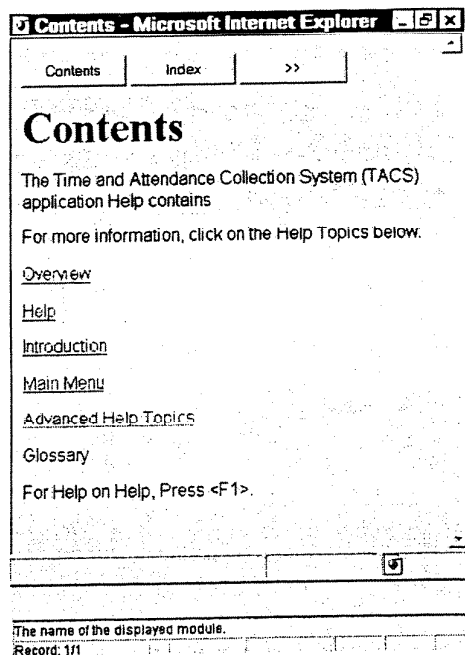 Contents - Microsoft Internet Explorer
Contents Index >>
Contents
The Time and Attendance Collection System (TACS)
application Help contains
For more information, click on the Help Topics below.
Overview
Help
Introduction
Main Menu
Advanced Help Topics
Glossary
For Help on Help, Press <F1>.
The name of the displayed module.
Record: 1/1